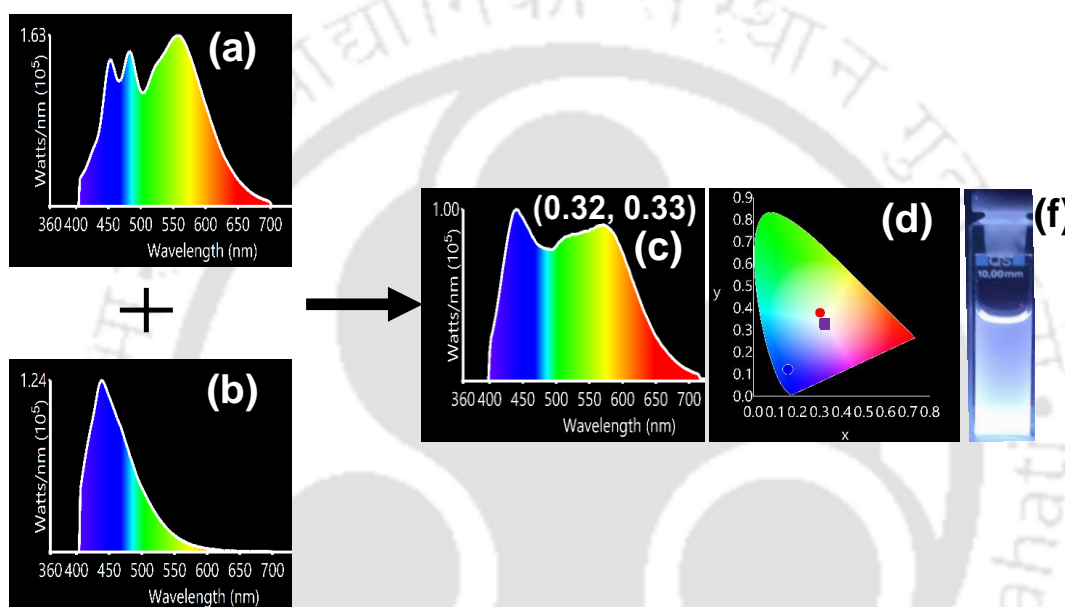 (a)
1.63
Watts/nm (10⁵)
360 400 450 500 550 600 650 700
Wavelength (nm)
+
(b)
1.24
Watts/nm (10⁵)
360 400 450 500 550 600 650 700
Wavelength (nm)
(0.32, 0.33)
(c)
1.00
Watts/nm (10⁵)
360 400 450 500 550 600 650 700
Wavelength (nm)
(d)
0.9
0.8
0.7
0.6
0.5
y
0.4
0.3
0.2
0.1
0.0
0.0 0.1 0.2 0.3 0.4 0.5 0.6 0.7 0.8
x
(f)
QS
10,00mm